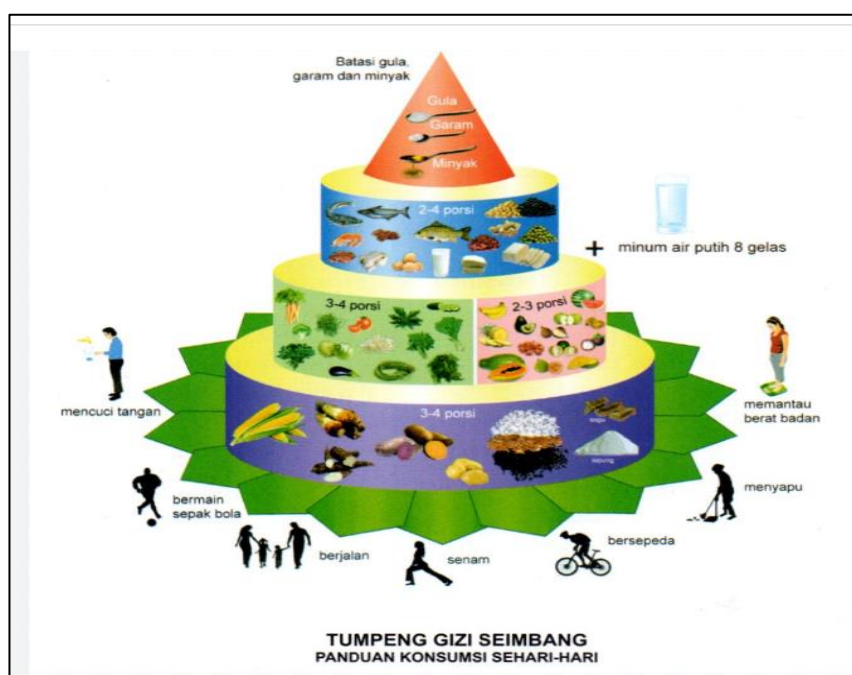 Batasi gula,
garam dan minyak
Gula
Garam
Minyak
2-4 porsi
+ minum air putih 8 gelas
3-4 porsi
2-3 porsi
3-4 porsi
sagu
tepung
mencuci tangan
memantau
berat badan
bermain
sepak bola
berjalan
senam
bersepeda
menyapu
TUMPENG GIZI SEIMBANG
PANDUAN KONSUMSI SEHARI-HARI